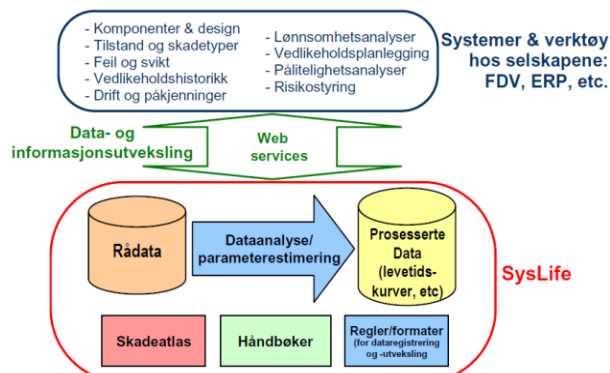 - Komponenter & design
- Tilstand og skadetyper
- Feil og svikt
- Vedlikeholdshistorikk
- Drift og påkjenninger
- Lønnsomhetsanalyser
- Vedlikeholdsplanlegging
- Pålitelighetsanalyser
- Risikostyring
Systemer & verktøy
hos selskapene:
FDV, ERP, etc.
Data- og
informasjonsutveksling
Web
services
Rådata
Dataanalyse/
parameterestimering
Prosesserte
Data
(levetids-
kurver, etc)
SysLife
Skadeatlas
Håndbøker
Regler/formater
(for dataregistrering
og -utveksling